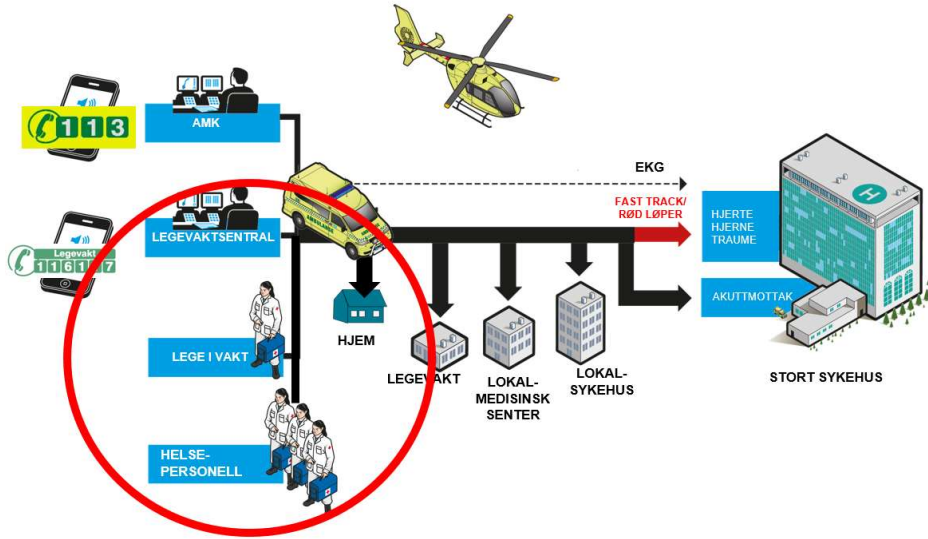 113
AMK
Legevakt
116117
LEGEVAKTSENTRAL
LEGE I VAKT
HELSE-
PERSONELL
AMBULANSE
HJEM
LEGEVAKT
LOKAL-
MEDISINSK
SENTER
LOKAL-
SYKEHUS
EKG
FAST TRACK/
RØD LØPER
HJERTE
HJERNE
TRAUME
AKUTTMOTTAK
H
STORT SYKEHUS